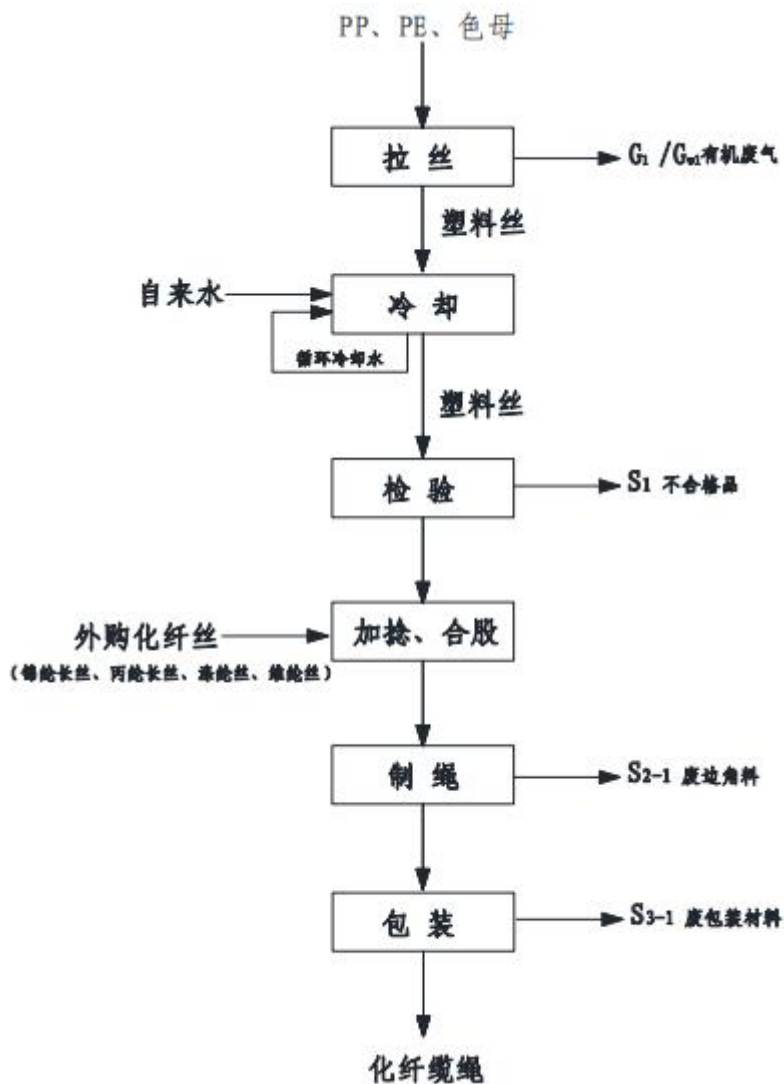 PP、PE、色母
拉 丝
G1 /Gw1有机废气
塑料丝
自来水
冷 却
循环冷却水
塑料丝
检 验
S1 不合格品
外购化纤丝
加捻、合股
（锦纶长丝、丙纶长丝、涤纶丝、维纶丝）
制 绳
S2-1 废边角料
包 装
S3-1 废包装材料
化纤缆绳